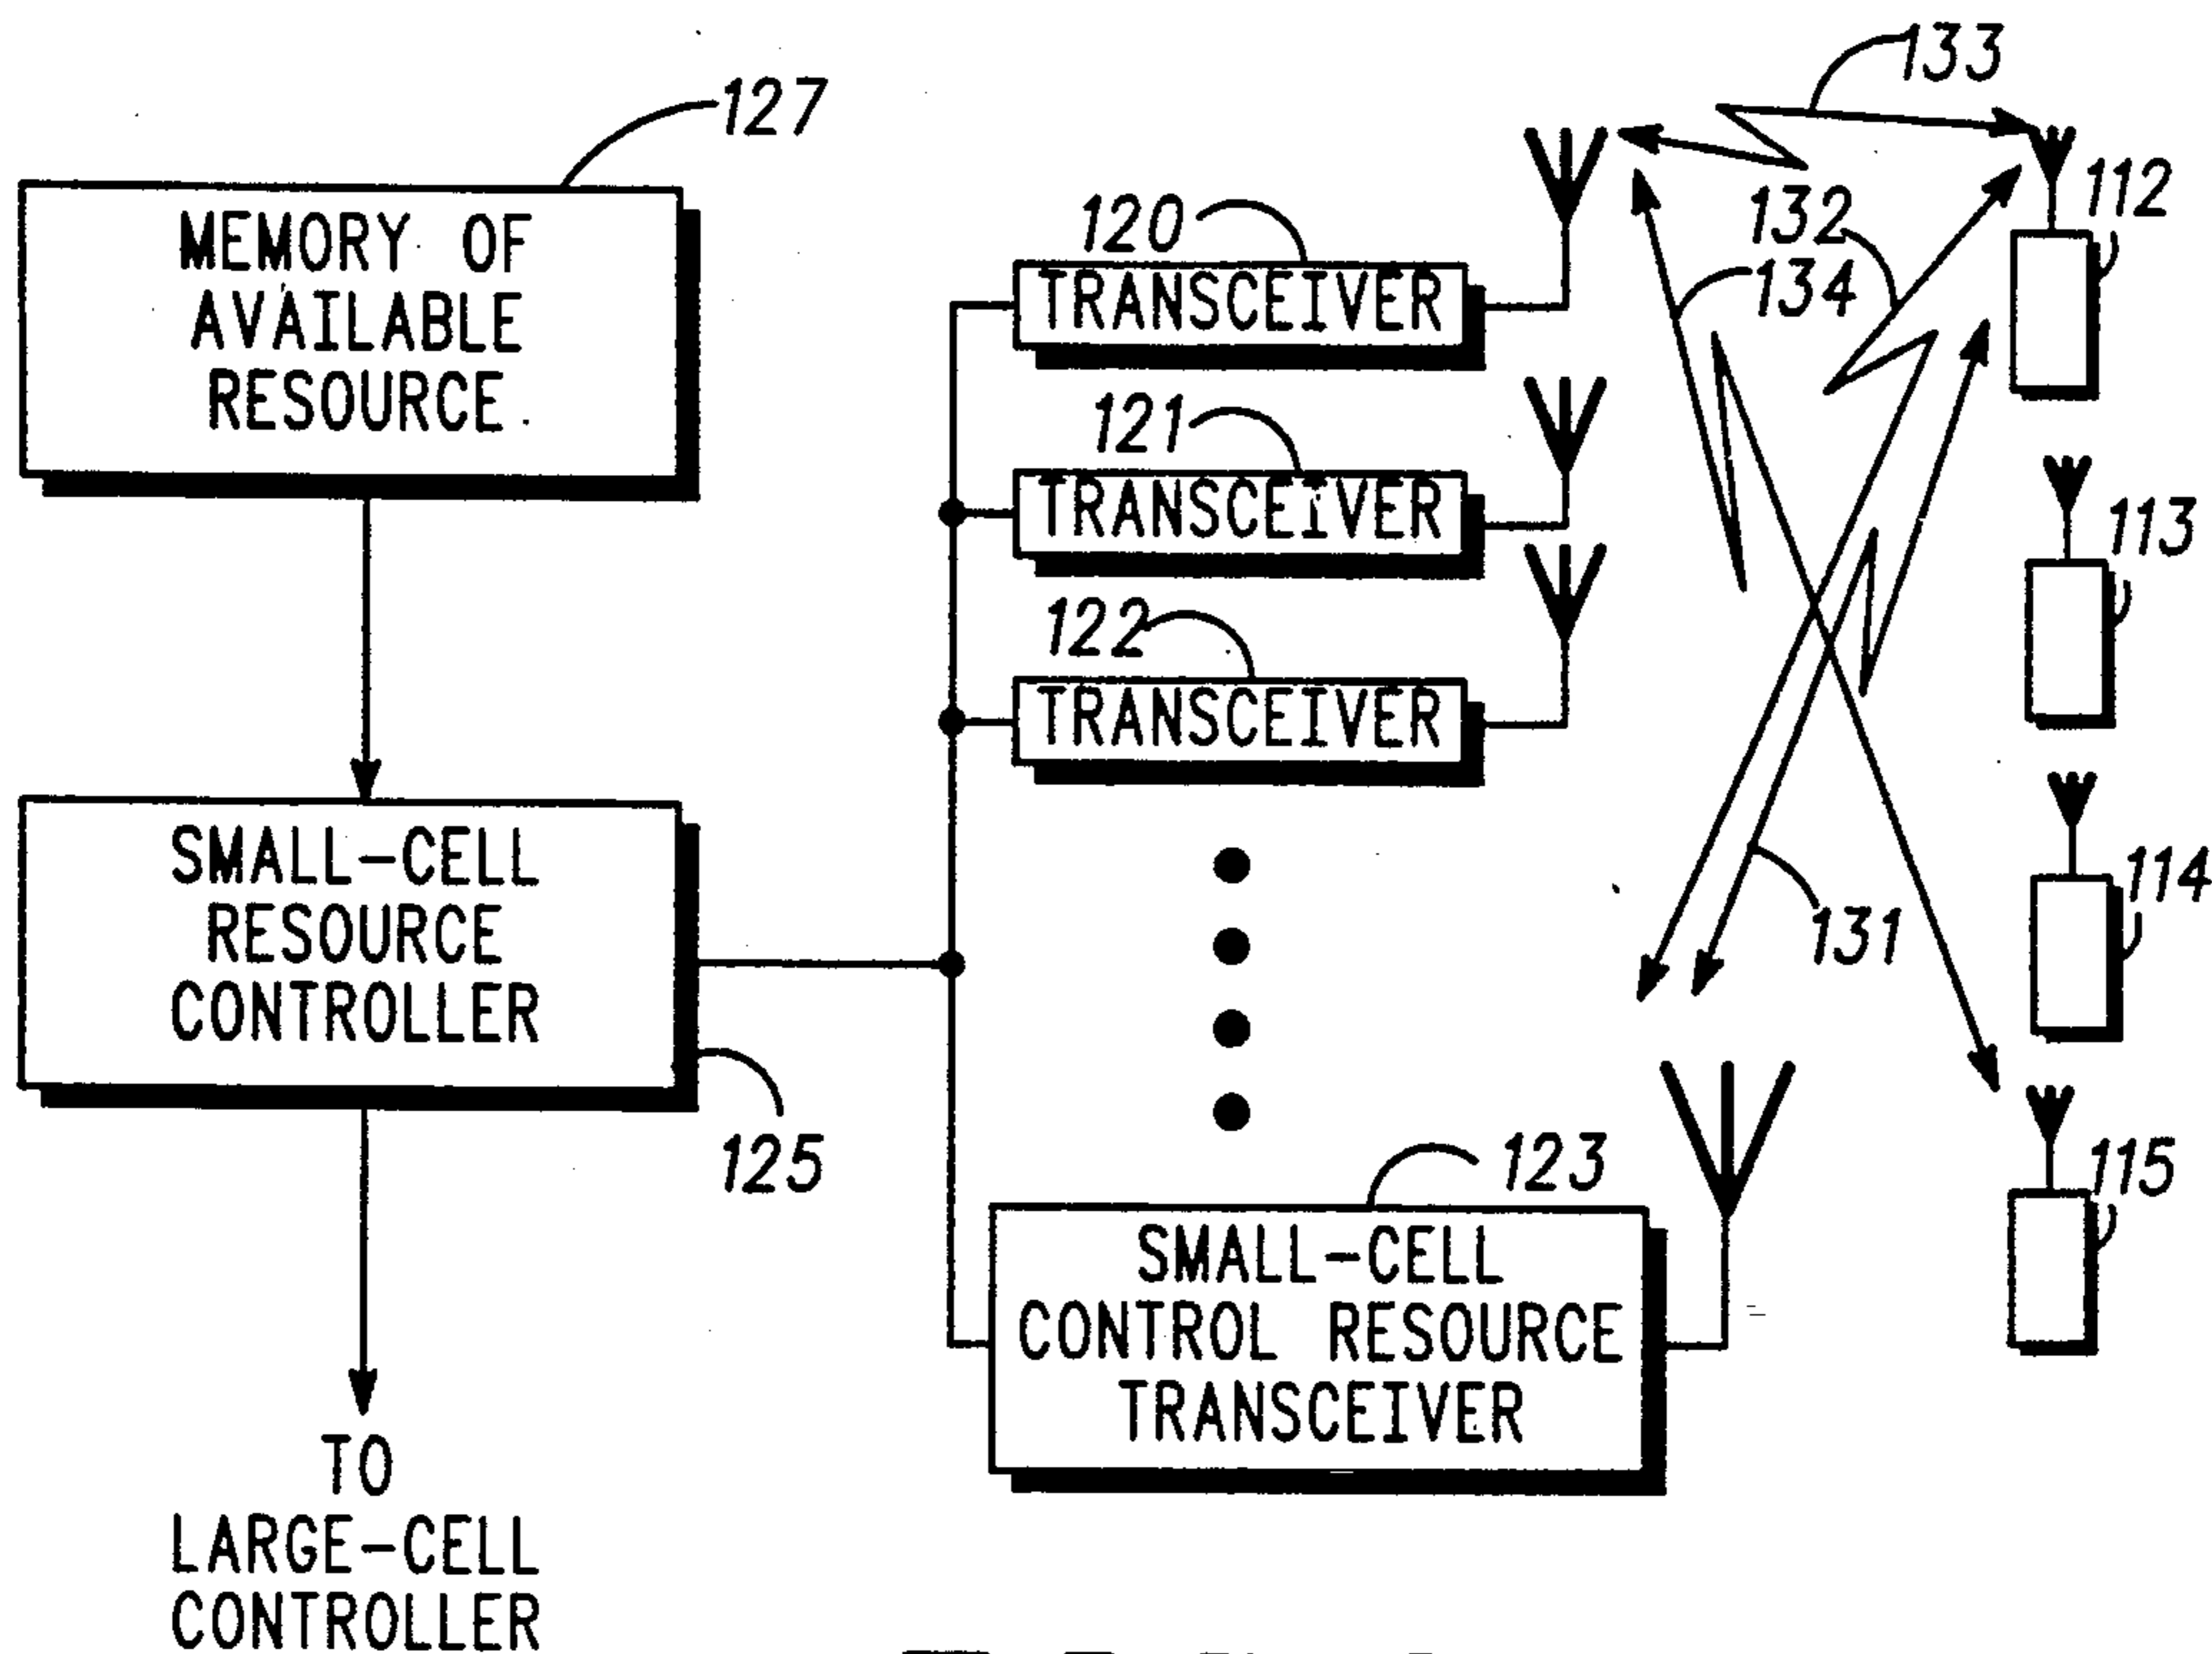 127
MEMORY OF
AVAILABLE
RESOURCE
120
TRANSCEIVER
121
TRANSCEIVER
122
TRANSCEIVER
133
132
134
112
113
114
115
131
SMALL-CELL
RESOURCE
CONTROLLER
125
123
SMALL-CELL
CONTROL RESOURCE
TRANSCEIVER
TO
LARGE-CELL
CONTROLLER